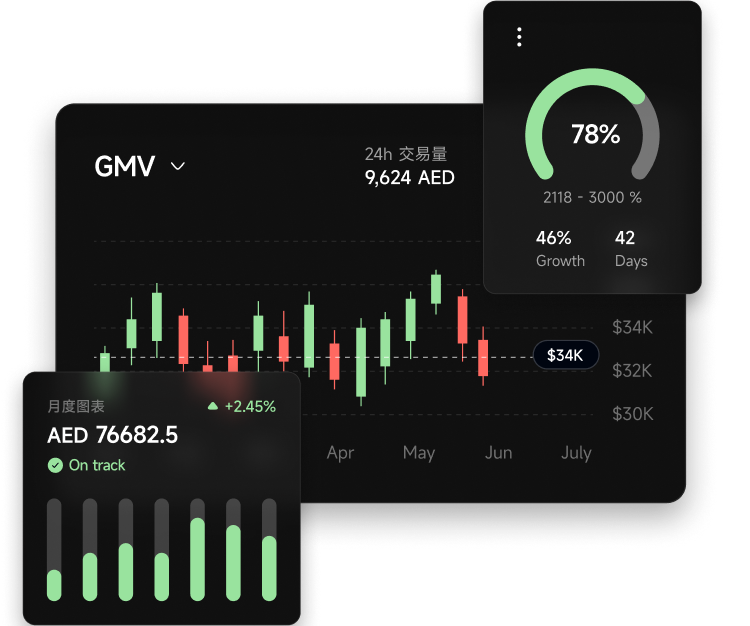 78%
2118 - 3000 %
46%
Growth
42
Days
GMV
24h 交易量
9,624 AED
$34K
$34K
$32K
$30K
Apr
May
Jun
July
月度图表
+2.45%
AED 76682.5
On track